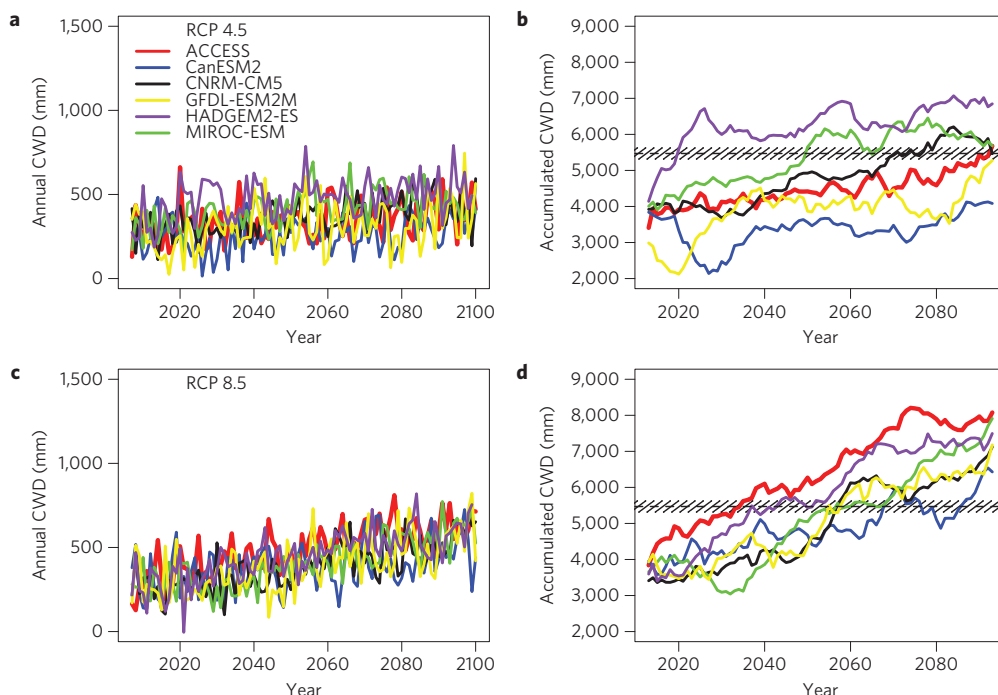 a
RCP 4.5
ACCESS
CanESM2
CNRM-CM5
GFDL-ESM2M
HADGEM2-ES
MIROC-ESM
1,500
1,000
500
0
Annual CWD (mm)
2020 2040 2060 2080 2100
Year
b
9,000
8,000
7,000
6,000
5,000
4,000
3,000
2,000
Accumulated CWD (mm)
2020 2040 2060 2080
Year
c
RCP 8.5
1,500
1,000
500
0
Annual CWD (mm)
2020 2040 2060 2080 2100
Year
d
9,000
8,000
7,000
6,000
5,000
4,000
3,000
2,000
Accumulated CWD (mm)
2020 2040 2060 2080
Year